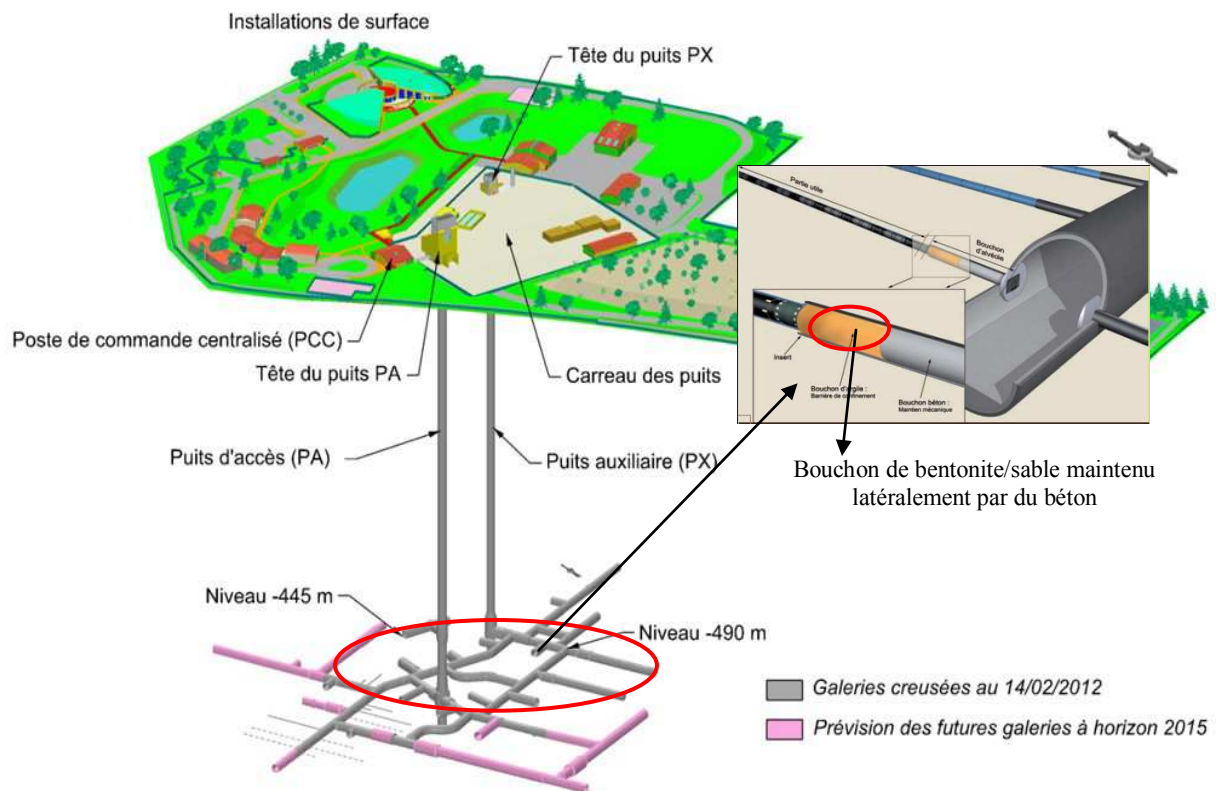 Installations de surface
Tête du puits PX
Partie utile
Bouchon
d'alvéole
Insert
Bouchon d'argile :
Barrière de confinement
Bouchon béton :
Maintien mécanique
Poste de commande centralisé (PCC)
Tête du puits PA
Carreau des puits
Puits d'accès (PA)
Puits auxiliaire (PX)
Bouchon de bentonite/sable maintenu
latéralement par du béton
Niveau -445 m
Niveau -490 m
Galeries creusées au 14/02/2012
Prévision des futures galeries à horizon 2015